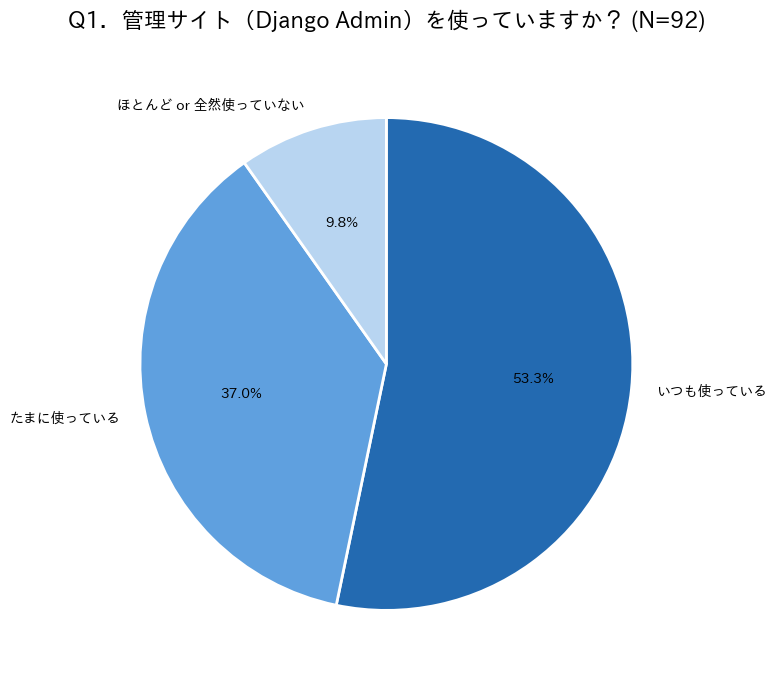 Q1. 管理サイト（Django Admin）を使っていますか？ (N=92)
ほとんど or 全然使っていない
9.8%
53.3%
いつも使っている
37.0%
たまに使っている